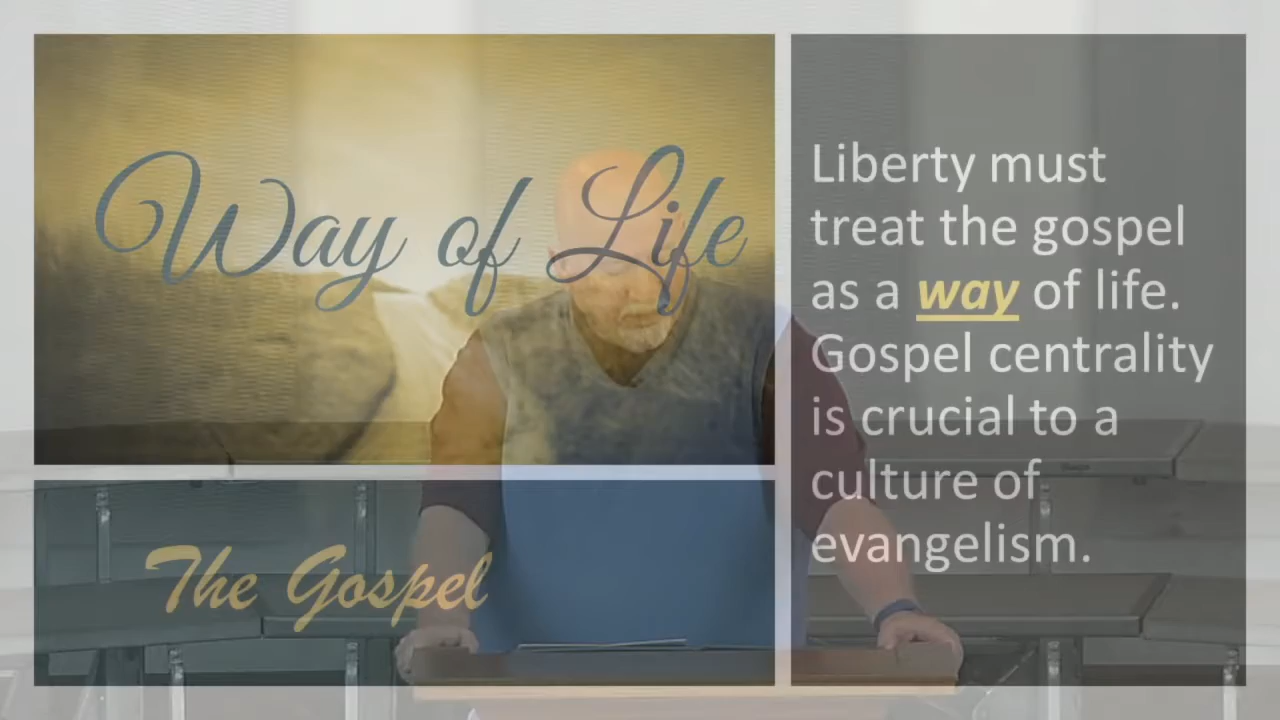 Way of Life
The Gospel
Liberty must
treat the gospel
as a way of life.
Gospel centrality
is crucial to a
culture of
evangelism.